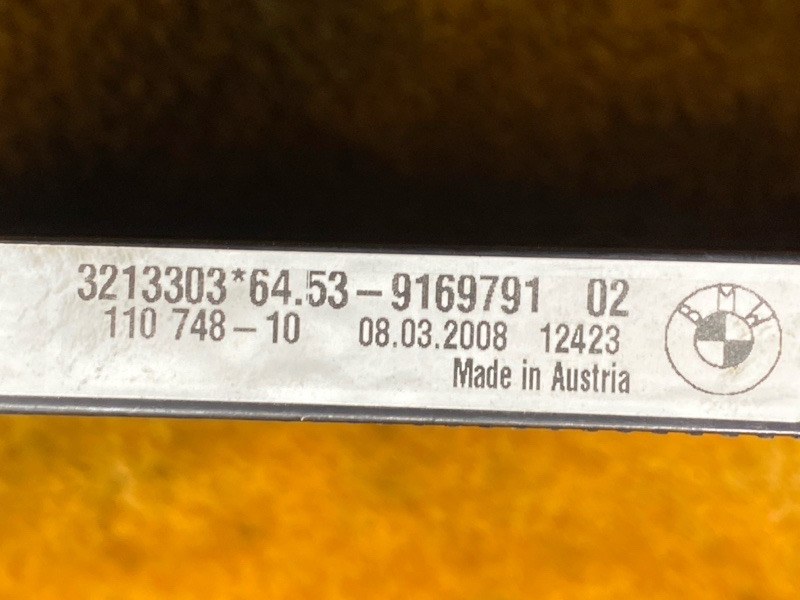 3213303*64.53-9169791 02
110 748-10 08.03.2008 12423
Made in Austria
BMW